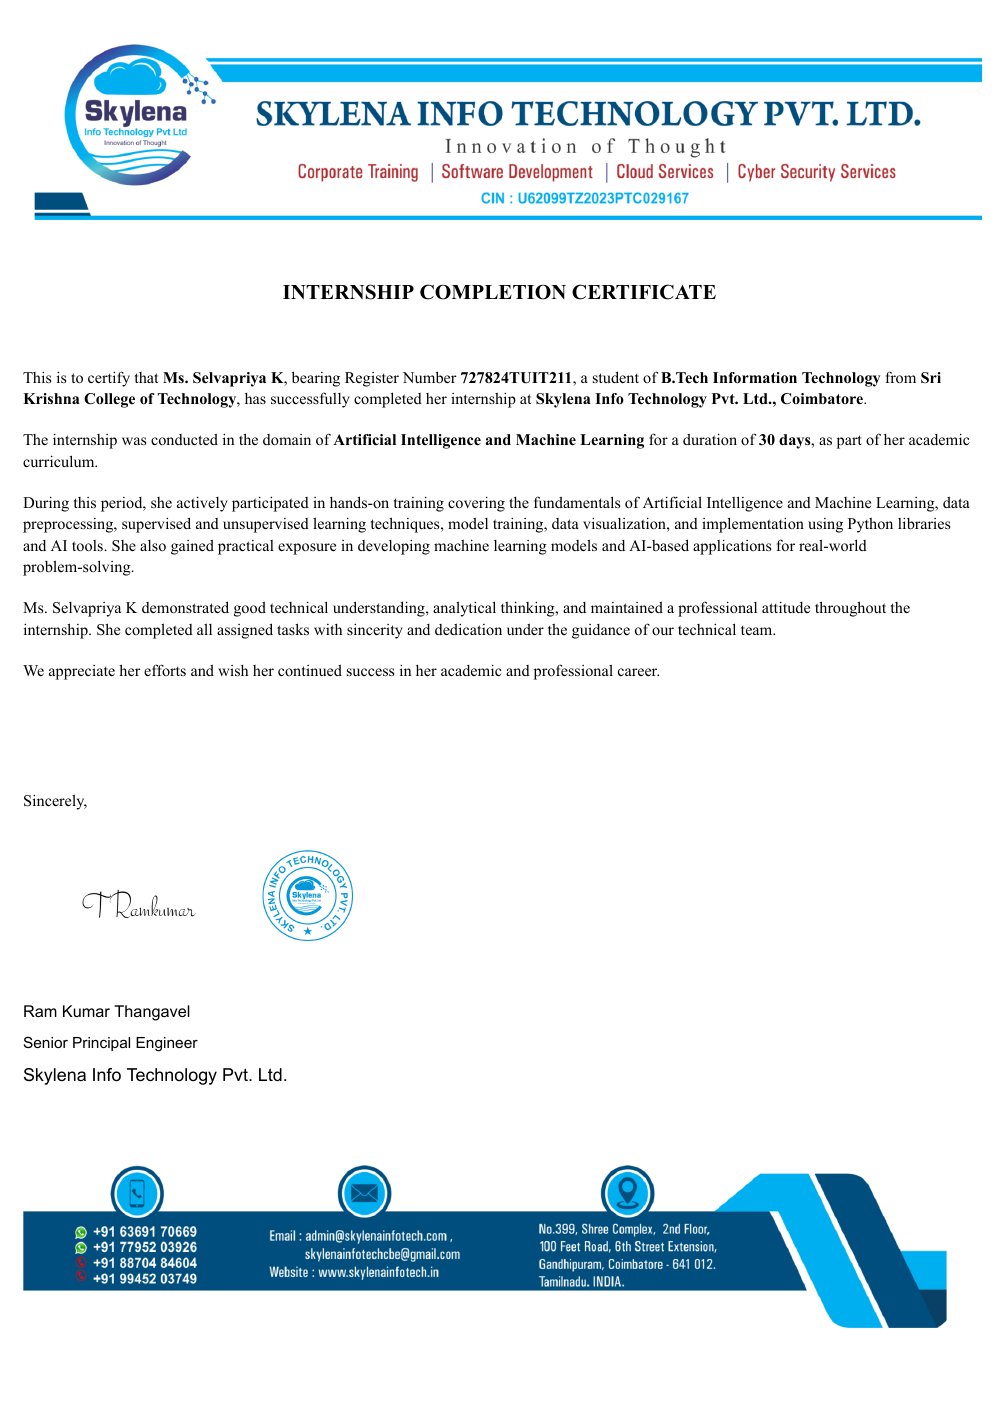 Skylena
Info Technology Pvt Ltd
Innovation of Thought
SKYLENA INFO TECHNOLOGY PVT. LTD.
Innovation of Thought
Corporate Training | Software Development | Cloud Services | Cyber Security Services
CIN : U62099TZ2023PTC029167
INTERNSHIP COMPLETION CERTIFICATE
This is to certify that Ms. Selvapriya K, bearing Register Number 727824TUIT211, a student of B.Tech Information Technology from Sri
Krishna College of Technology, has successfully completed her internship at Skylena Info Technology Pvt. Ltd., Coimbatore.
The internship was conducted in the domain of Artificial Intelligence and Machine Learning for a duration of 30 days, as part of her academic
curriculum.
During this period, she actively participated in hands-on training covering the fundamentals of Artificial Intelligence and Machine Learning, data
preprocessing, supervised and unsupervised learning techniques, model training, data visualization, and implementation using Python libraries
and AI tools. She also gained practical exposure in developing machine learning models and AI-based applications for real-world
problem-solving.
Ms. Selvapriya K demonstrated good technical understanding, analytical thinking, and maintained a professional attitude throughout the
internship. She completed all assigned tasks with sincerity and dedication under the guidance of our technical team.
We appreciate her efforts and wish her continued success in her academic and professional career.
Sincerely,
T Ramkumar
SKYLENA INFO TECHNOLOGY PVT. LTD.
Skylena
Ram Kumar Thangavel
Senior Principal Engineer
Skylena Info Technology Pvt. Ltd.
+91 63691 70669
+91 77952 03926
+91 88704 84604
+91 99452 03749
Email : admin@skylenainfotech.com ,
skylenainfotechcbe@gmail.com
Website : www.skylenainfotech.in
No.399, Shree Complex, 2nd Floor,
100 Feet Road, 6th Street Extension,
Gandhipuram, Coimbatore - 641 012.
Tamilnadu. INDIA.